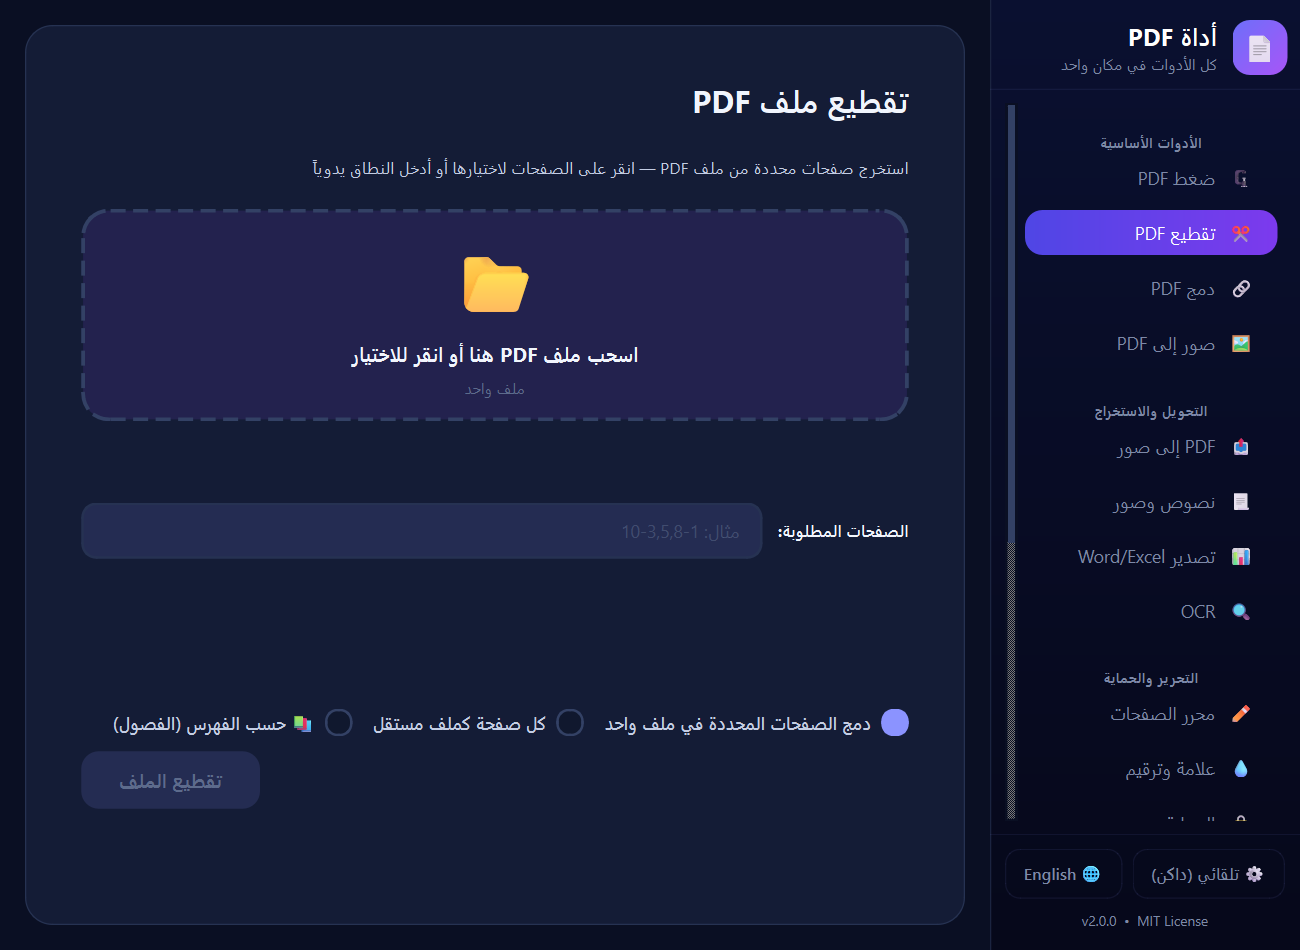 أداة PDF
كل الأدوات في مكان واحد
الأدوات الأساسية
ضغط PDF
تقطيع PDF
دمج PDF
صور إلى PDF
التحويل والاستخراج
PDF إلى صور
نصوص وصور
تصدير Word/Excel
OCR
التحرير والحماية
محرر الصفحات
علامة وترقيم
تلقائي (داكن)
English
v2.0.0 • MIT License
تقطيع ملف PDF
استخرج صفحات محددة من ملف PDF — انقر على الصفحات لاختيارها أو أدخل النطاق يدوياً
اسحب ملف PDF هنا أو انقر للاختيار
ملف واحد
الصفحات المطلوبة:
مثال: 1-3,5,8-10
دمج الصفحات المحددة في ملف واحد
كل صفحة كملف مستقل
حسب الفهرس (الفصول)
تقطيع الملف